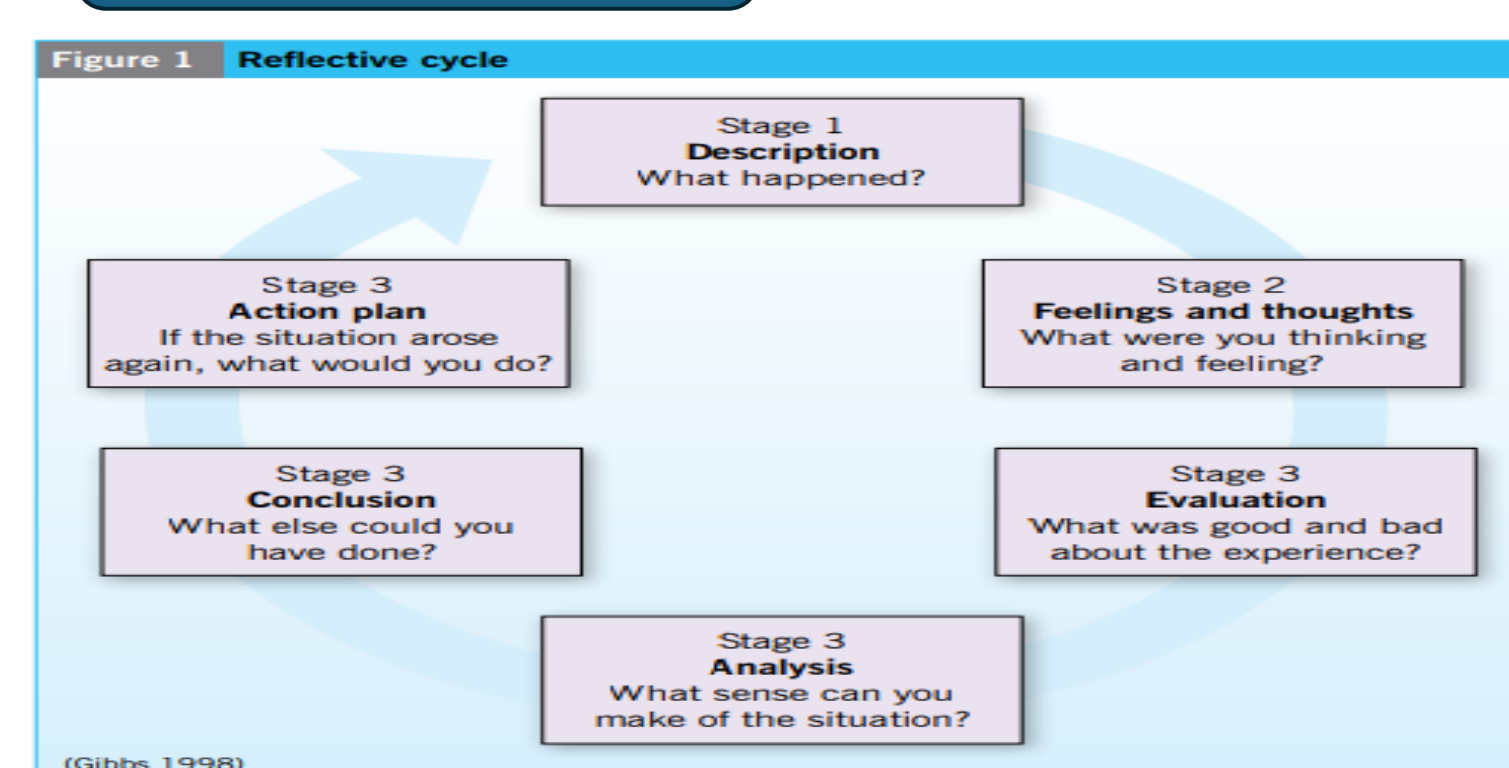 Figure 1 Reflective cycle
Stage 1
Description
What happened?
Stage 2
Feelings and thoughts
What were you thinking
and feeling?
Stage 3
Evaluation
What was good and bad
about the experience?
Stage 3
Analysis
What sense can you
make of the situation?
Stage 3
Conclusion
What else could you
have done?
Stage 3
Action plan
If the situation arose
again, what would you do?
(Gibbs 1998)